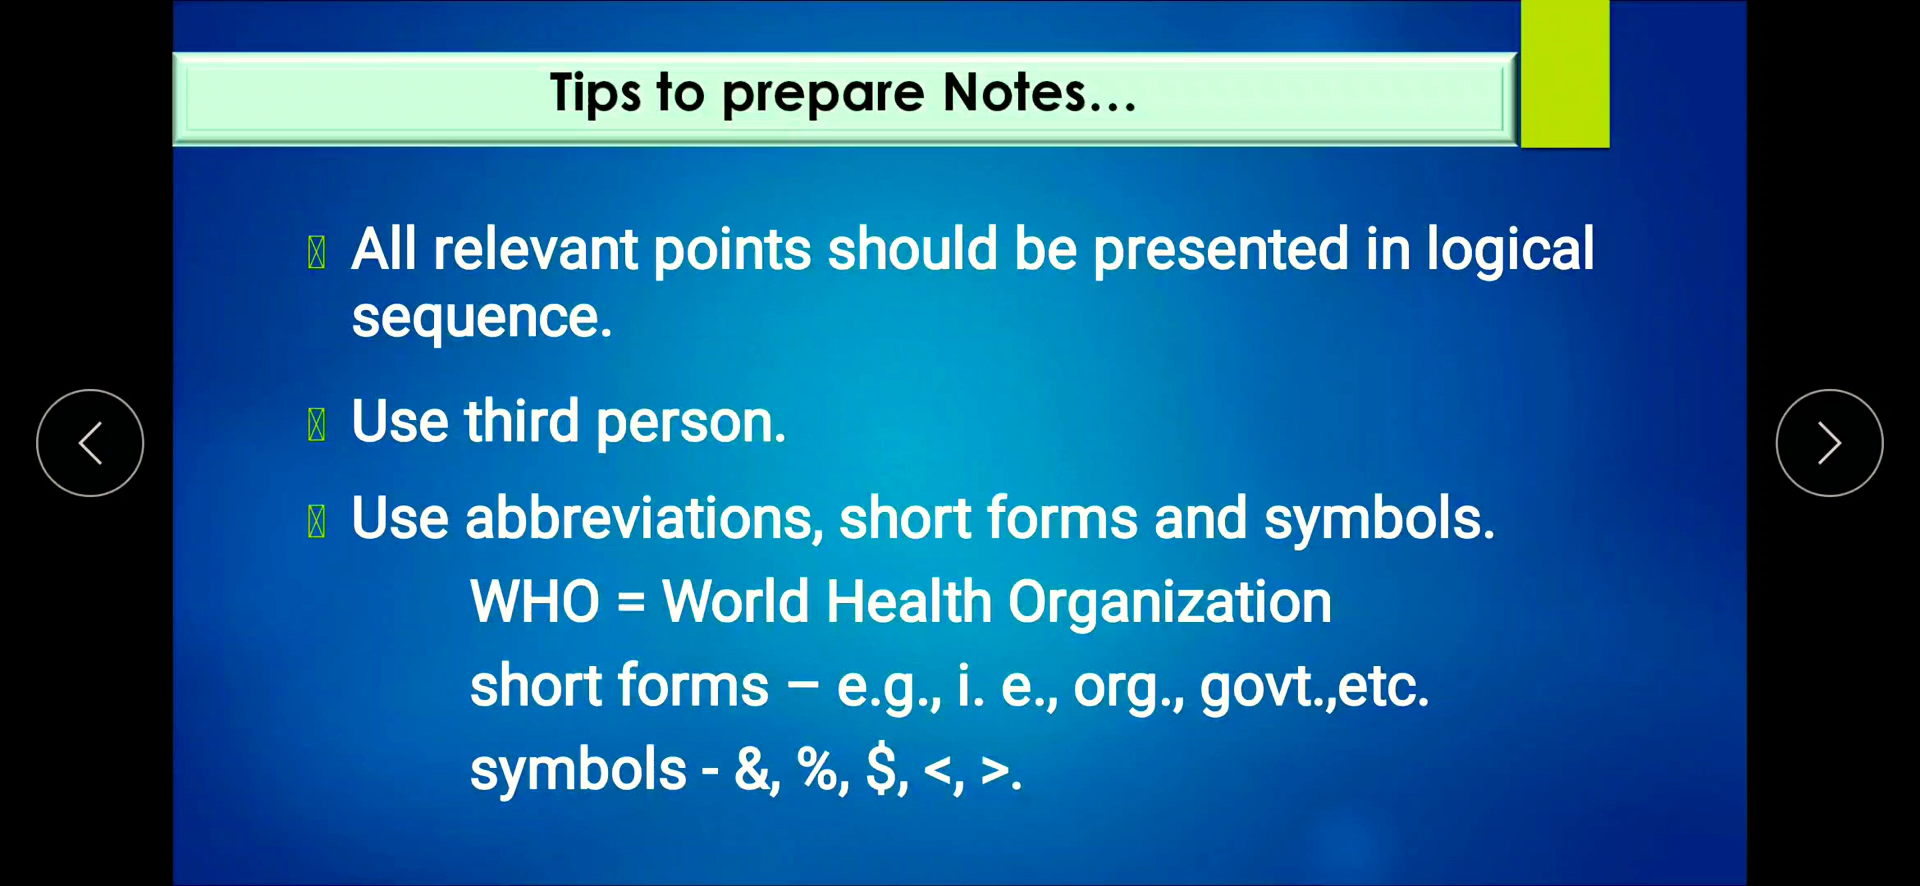 Tips to prepare Notes...
All relevant points should be presented in logical
sequence.
Use third person.
Use abbreviations, short forms and symbols.
WHO = World Health Organization
short forms – e.g., i. e., org., govt.,etc.
symbols - &, %, $, <, >.